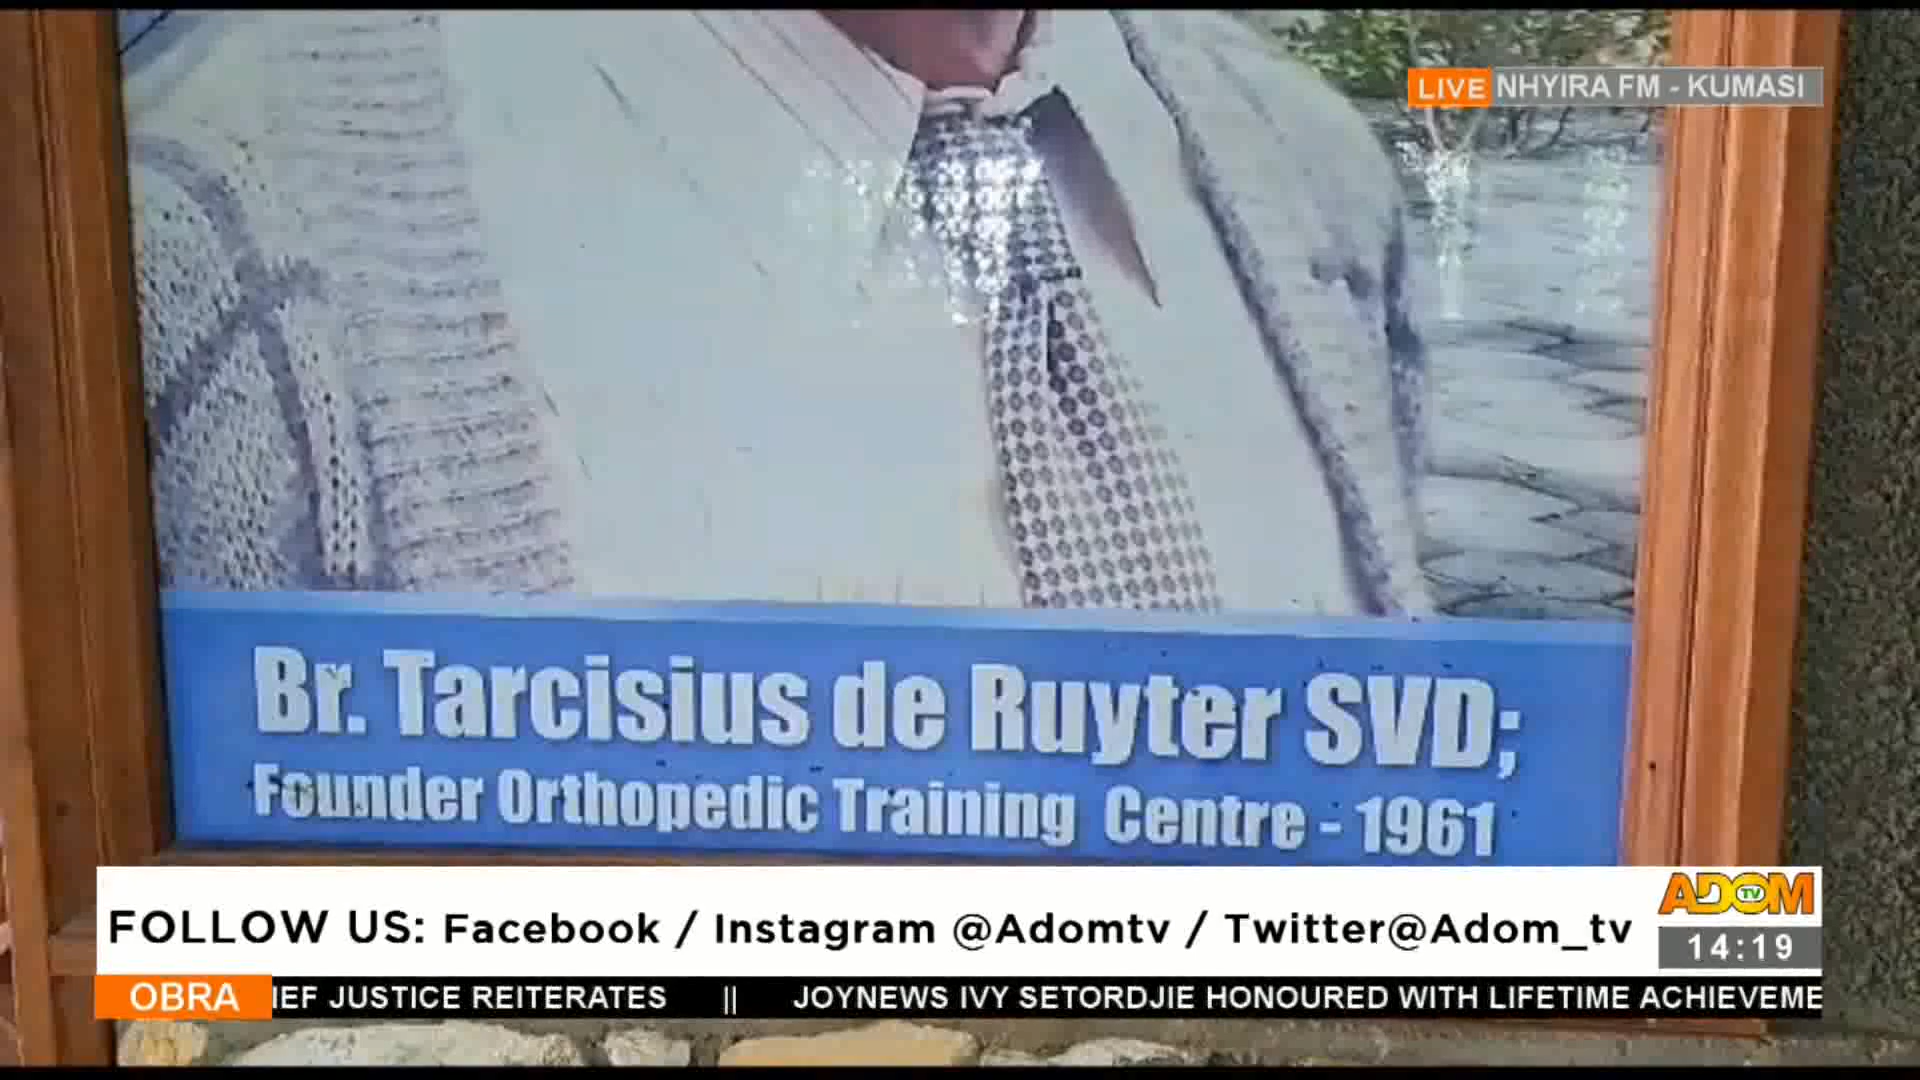 LIVE NHYIRA FM - KUMASI
Br. Tarcisius de Ruyter SVD;
Founder Orthopedic Training Centre - 1961
FOLLOW US: Facebook / Instagram @Adomtv / Twitter@Adom_tv
ADOM TV
14:19
OBRA
IEF JUSTICE REITERATES || JOYNEWS IVY SETORDJIE HONOURED WITH LIFETIME ACHIEVEME